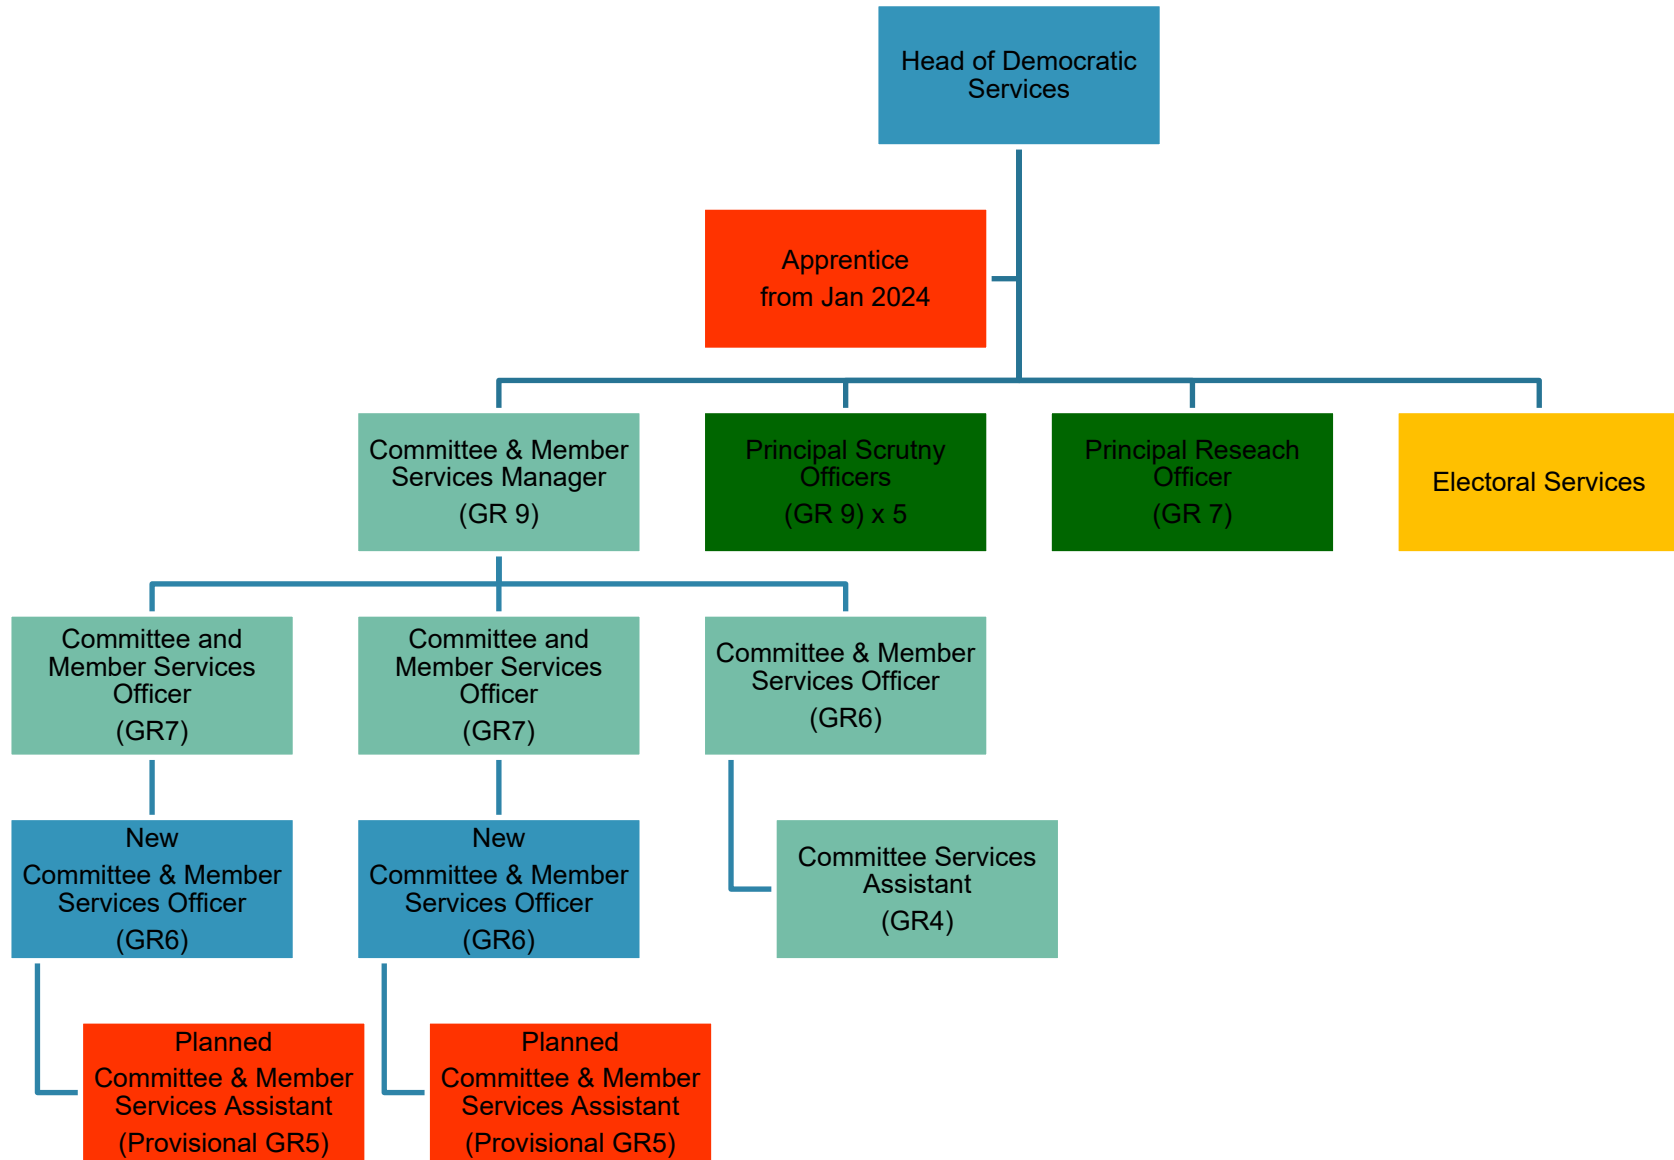 Head of Democratic
Services
Apprentice
from Jan 2024
Committee & Member
Services Manager
(GR 9)
Principal Scrutny
Officers
(GR 9) x 5
Principal Reseach
Officer
(GR 7)
Electoral Services
Committee and
Member Services
Officer
(GR7)
Committee and
Member Services
Officer
(GR7)
Committee & Member
Services Officer
(GR6)
New
Committee & Member
Services Officer
(GR6)
New
Committee & Member
Services Officer
(GR6)
Committee Services
Assistant
(GR4)
Planned
Committee & Member
Services Assistant
(Provisional GR5)
Planned
Committee & Member
Services Assistant
(Provisional GR5)